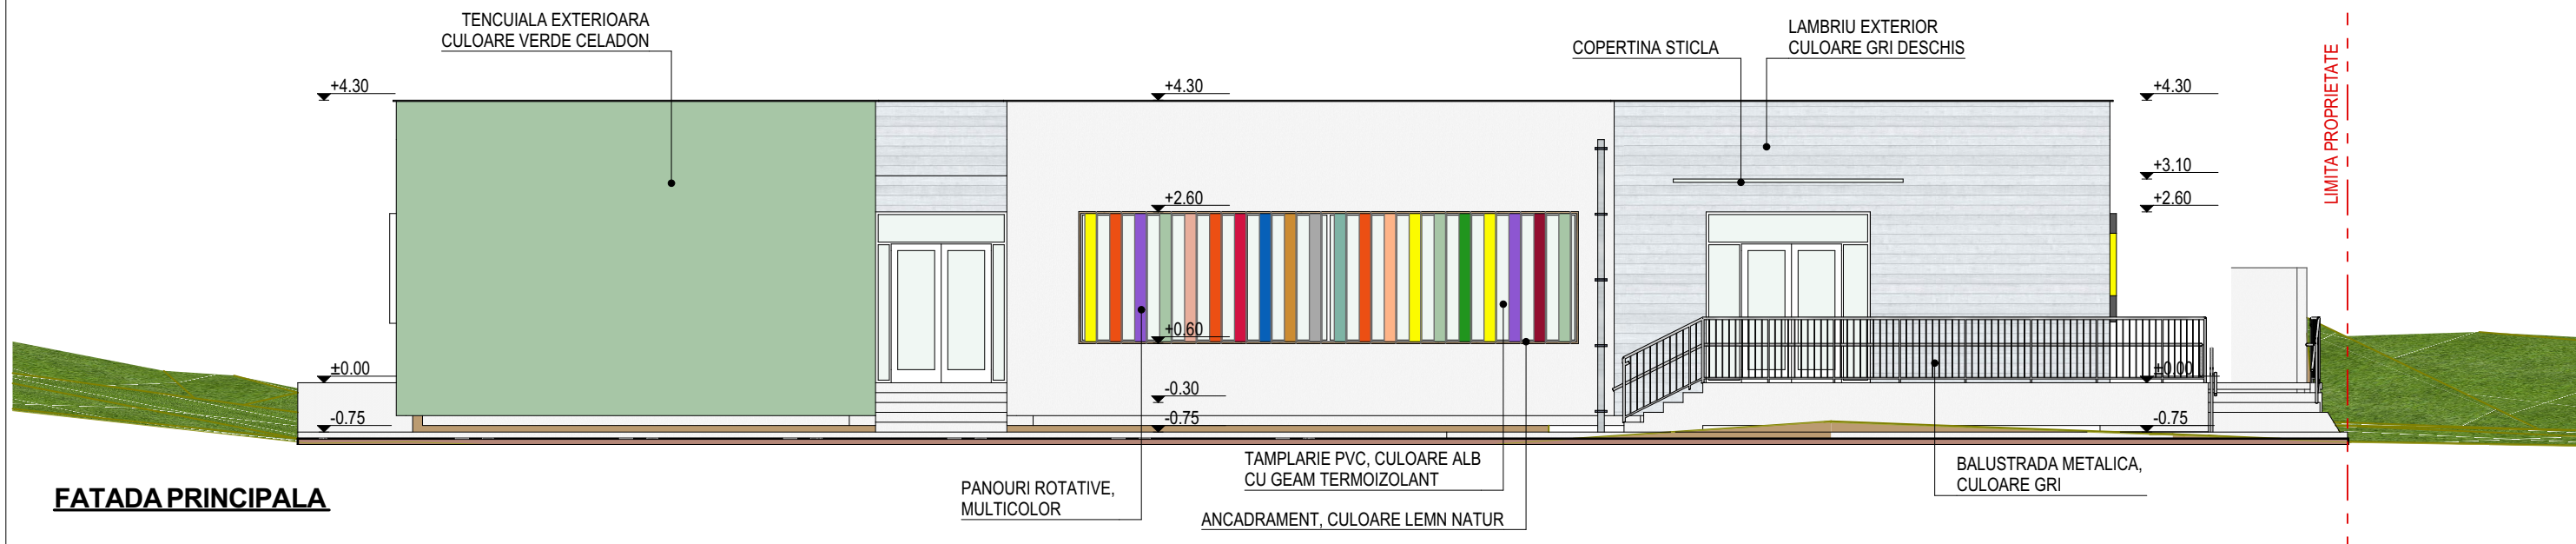 TENCUIALA EXTERIOARA
CULOARE VERDE CELADON
COPERTINA STICLA
LAMBRIU EXTERIOR
CULOARE GRI DESCHIS
LIMITA PROPRIETATE
+4.30
+4.30
+4.30
+3.10
+2.60
+2.60
+0.60
±0.00
±0.00
-0.30
-0.75
-0.75
-0.75
TAMPLARIE PVC, CULOARE ALB
CU GEAM TERMOIZOLANT
BALUSTRADA METALICA,
CULOARE GRI
PANOURI ROTATIVE,
MULTICOLOR
ANCADRAMENT, CULOARE LEMN NATUR
FATADA PRINCIPALA